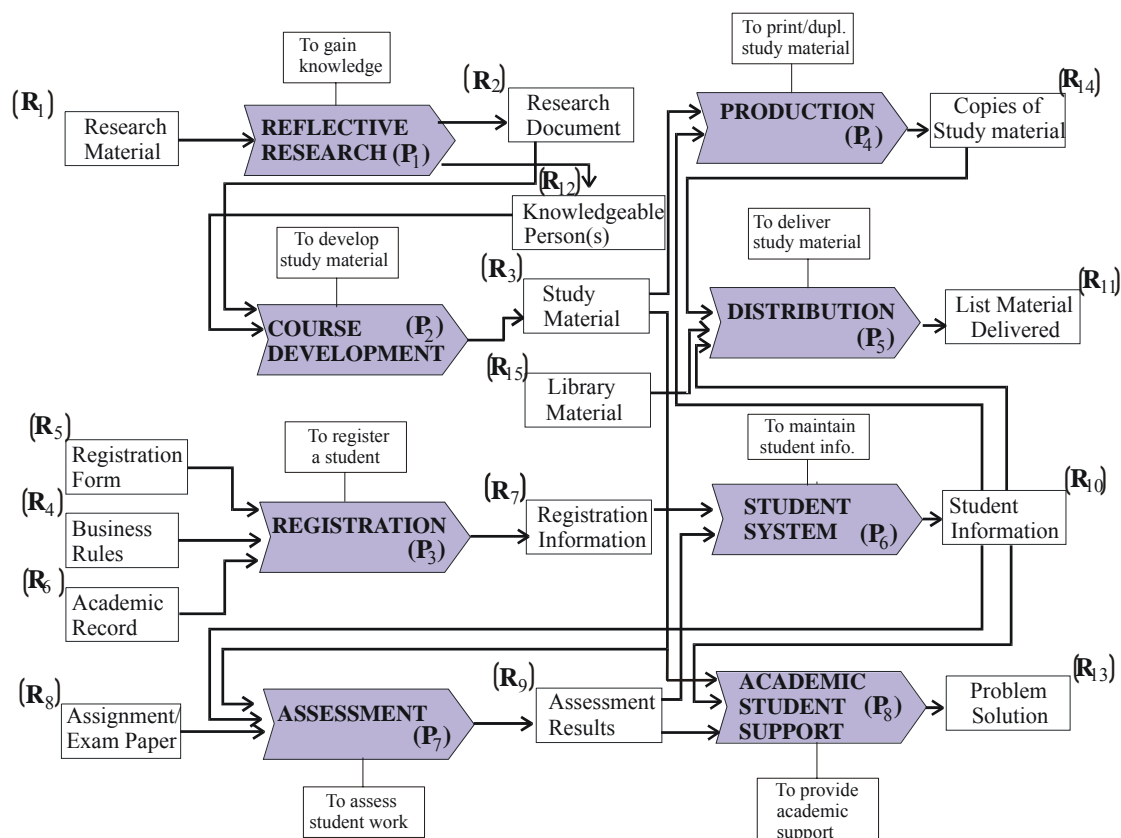 To gain
knowledge
(R1)
Research
Material
REFLECTIVE
RESEARCH (P1)
(R2)
Research
Document
(R12)
Knowledgeable
Person(s)
To print/dupl.
study material
PRODUCTION
(P4)
(R14)
Copies of
Study material
To develop
study material
COURSE (P2)
DEVELOPMENT
(R3)
Study
Material
To deliver
study material
DISTRIBUTION
(P5)
(R11)
List Material
Delivered
(R15)
Library
Material
(R5)
Registration
Form
(R4)
Business
Rules
(R6)
Academic
Record
To register
a student
REGISTRATION
(P3)
(R7)
Registration
Information
To maintain
student info.
STUDENT
SYSTEM (P6)
(R10)
Student
Information
(R8)
Assignment/
Exam Paper
ASSESSMENT
(P7)
To assess
student work
(R9)
Assessment
Results
ACADEMIC
STUDENT (P8)
SUPPORT
To provide
academic
support
(R13)
Problem
Solution